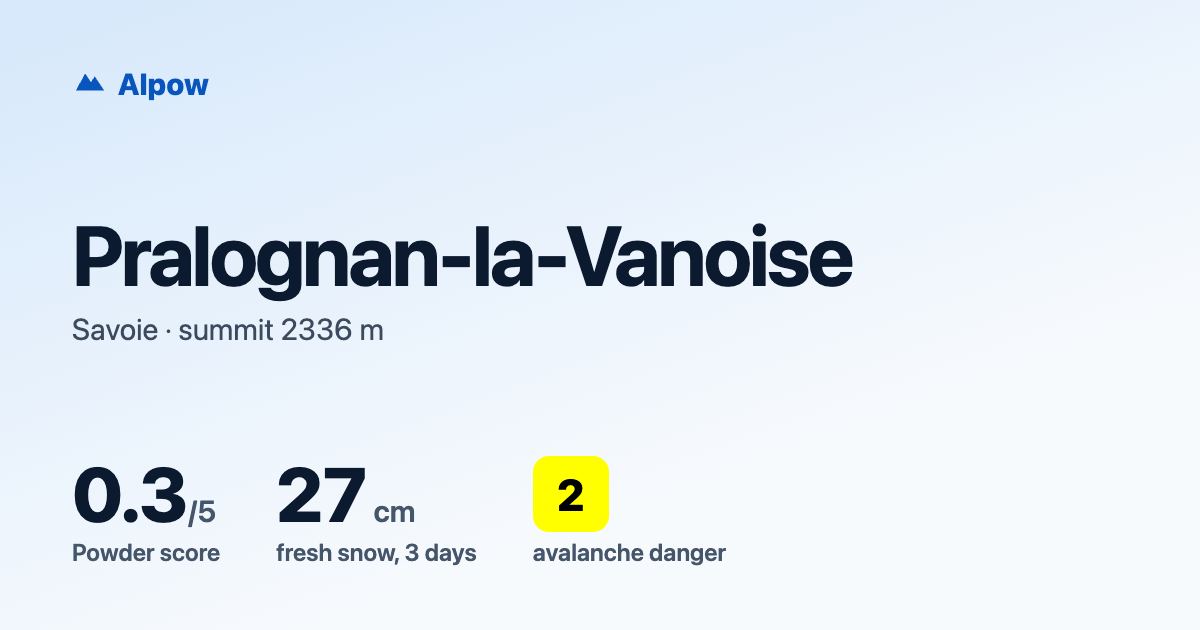 Alpow
Pralognan-la-Vanoise
Savoie · summit 2336 m
0.3/5 27 cm 2
Powder score fresh snow, 3 days avalanche danger